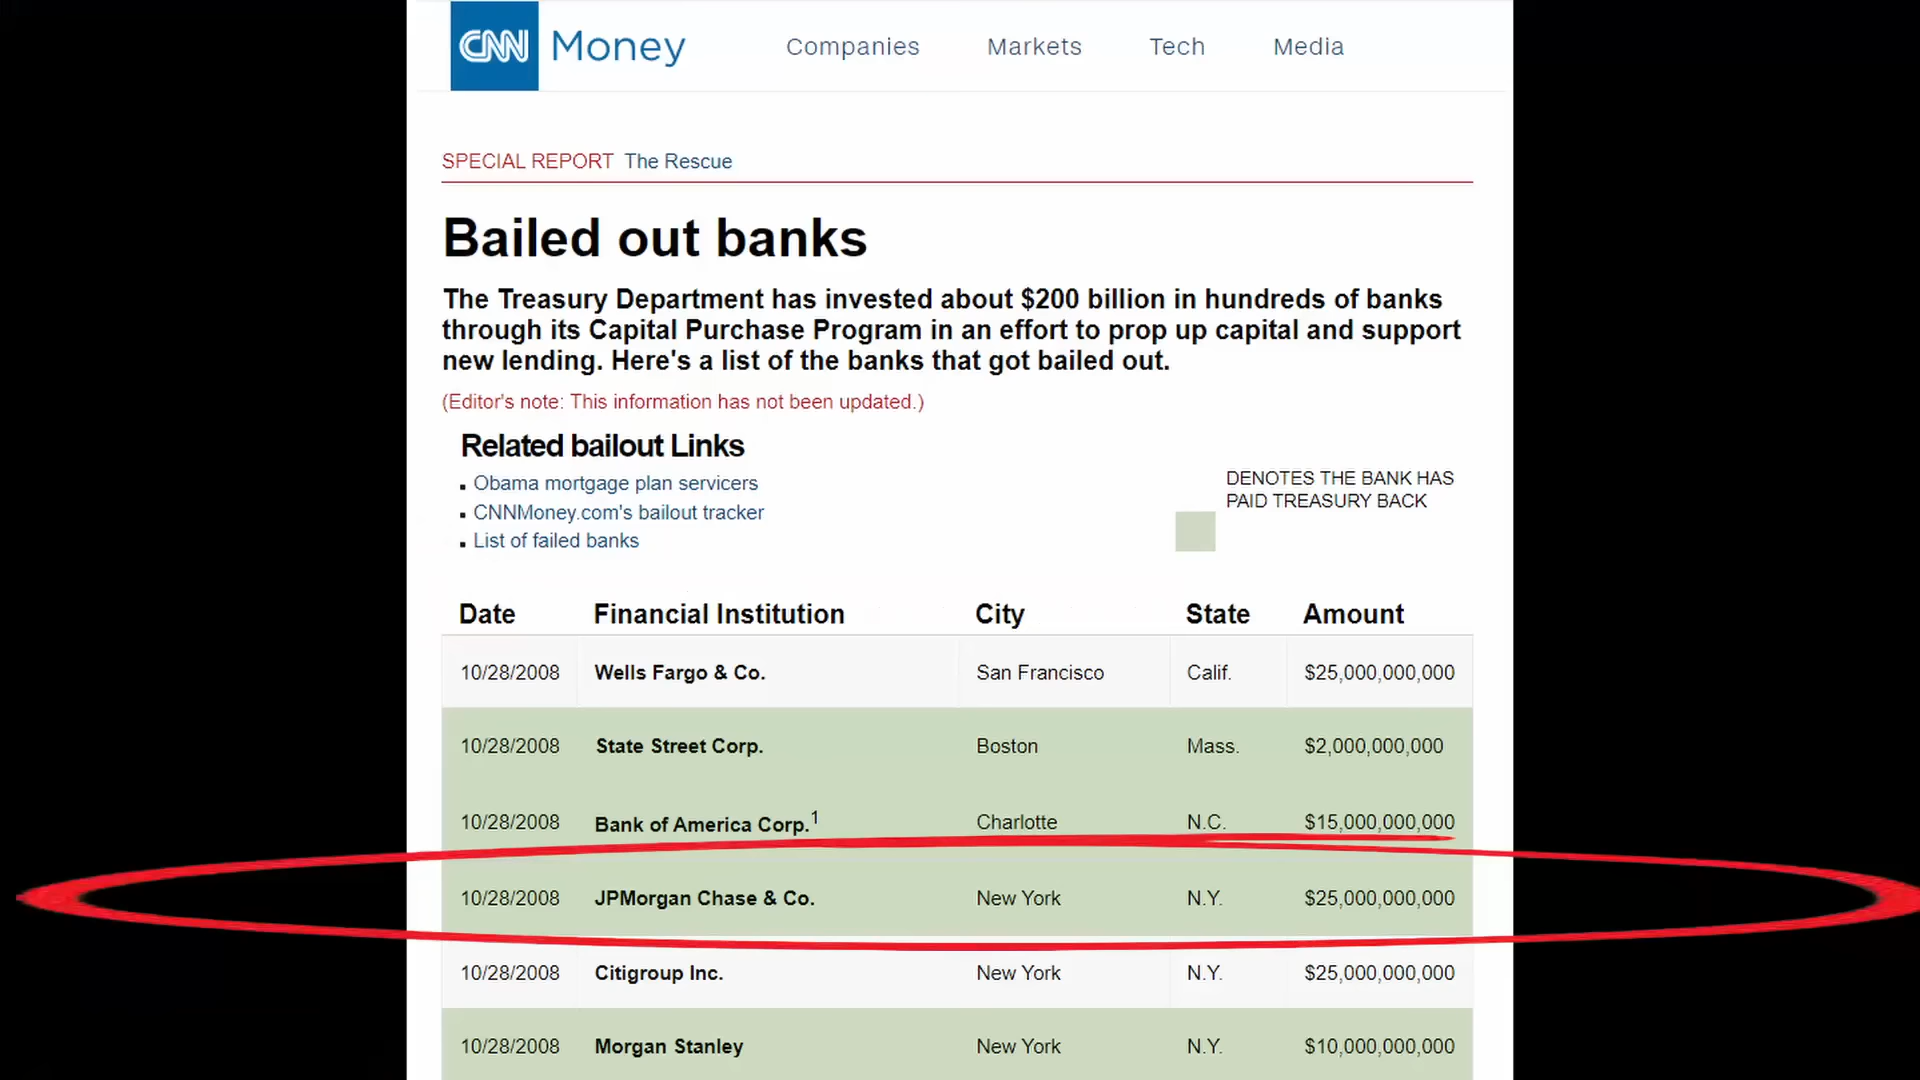 CNN Money Companies Markets Tech Media
SPECIAL REPORT The Rescue
Bailed out banks
The Treasury Department has invested about $200 billion in hundreds of banks
through its Capital Purchase Program in an effort to prop up capital and support
new lending. Here's a list of the banks that got bailed out.
(Editor's note: This information has not been updated.)
Related bailout Links
Obama mortgage plan servicers
CNNMoney.com's bailout tracker
List of failed banks
DENOTES THE BANK HAS
PAID TREASURY BACK
Date Financial Institution City State Amount
10/28/2008 Wells Fargo & Co. San Francisco Calif. $25,000,000,000
10/28/2008 State Street Corp. Boston Mass. $2,000,000,000
10/28/2008 Bank of America Corp.1 Charlotte N.C. $15,000,000,000
10/28/2008 JPMorgan Chase & Co. New York N.Y. $25,000,000,000
10/28/2008 Citigroup Inc. New York N.Y. $25,000,000,000
10/28/2008 Morgan Stanley New York N.Y. $10,000,000,000